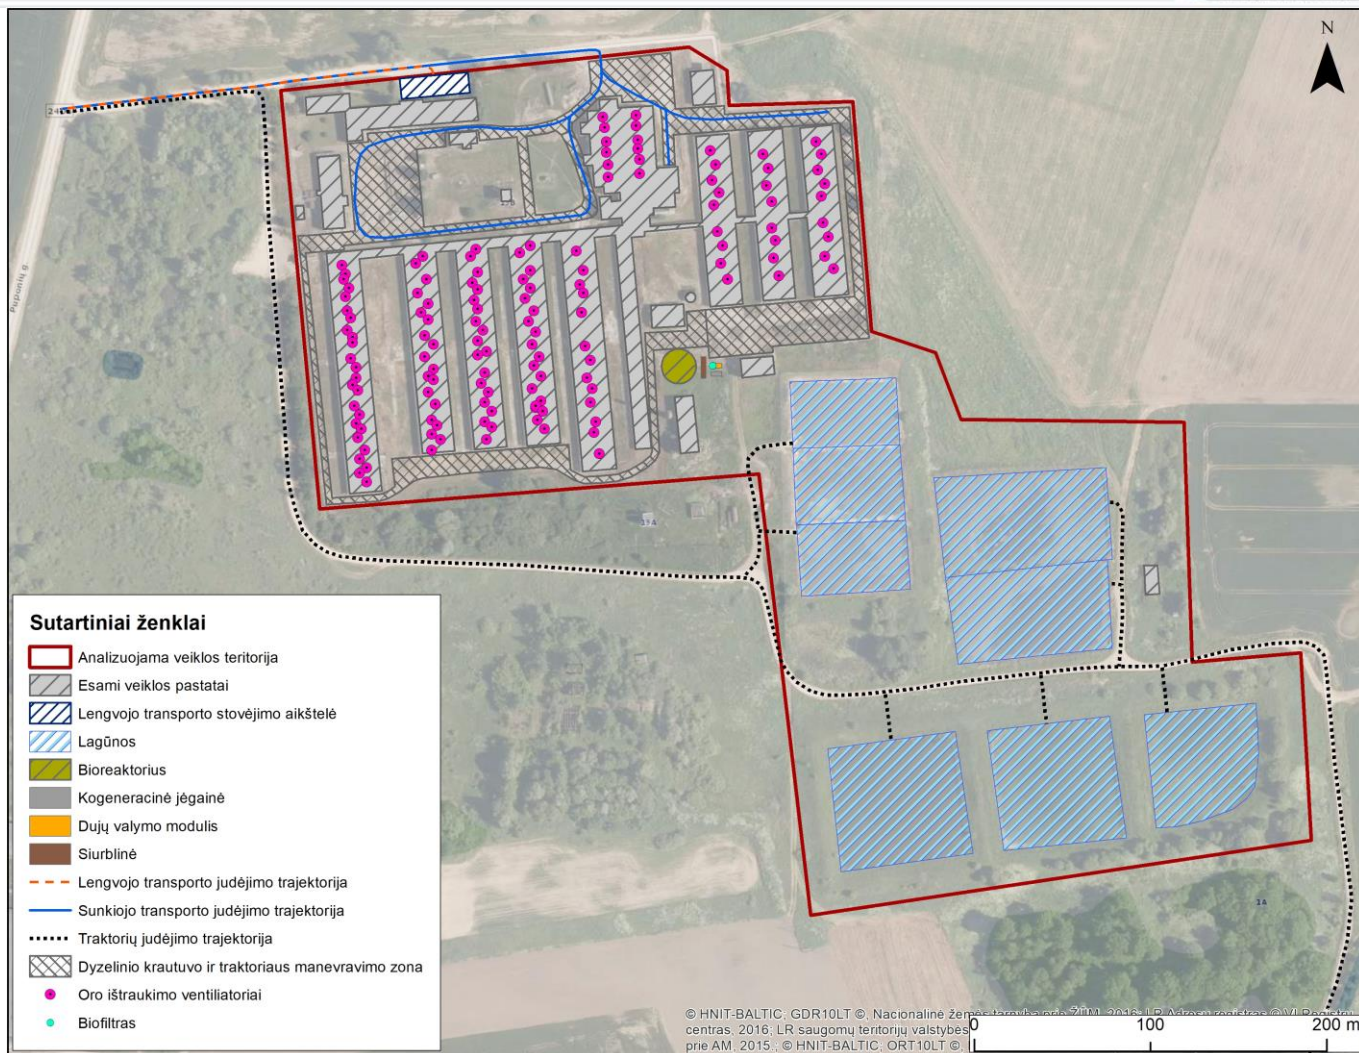 N
Puponių g.
Sutartiniai ženklai
Analizuojama veiklos teritorija
Esami veiklos pastatai
Lengvojo transporto stovėjimo aikštelė
Lagūnos
Bioreaktorius
Kogeneracinė jėgainė
Dujų valymo modulis
Siurblinė
Lengvojo transporto judėjimo trajektorija
Sunkiojo transporto judėjimo trajektorija
Traktorių judėjimo trajektorija
Dyzelinio krautuvo ir traktoriaus manevravimo zona
Oro ištraukimo ventiliatoriai
Biofiltras
© HNIT-BALTIC, GDR10LT ©, Nacionalinė žemės tarnyba prie ŽŪM, 2016; LR Adresų registras © VĮ Registrų
centras, 2016; LR saugomų teritorijų valstybės
prie AM, 2015.; © HNIT-BALTIC, ORT10LT ©,
0 100 200 m